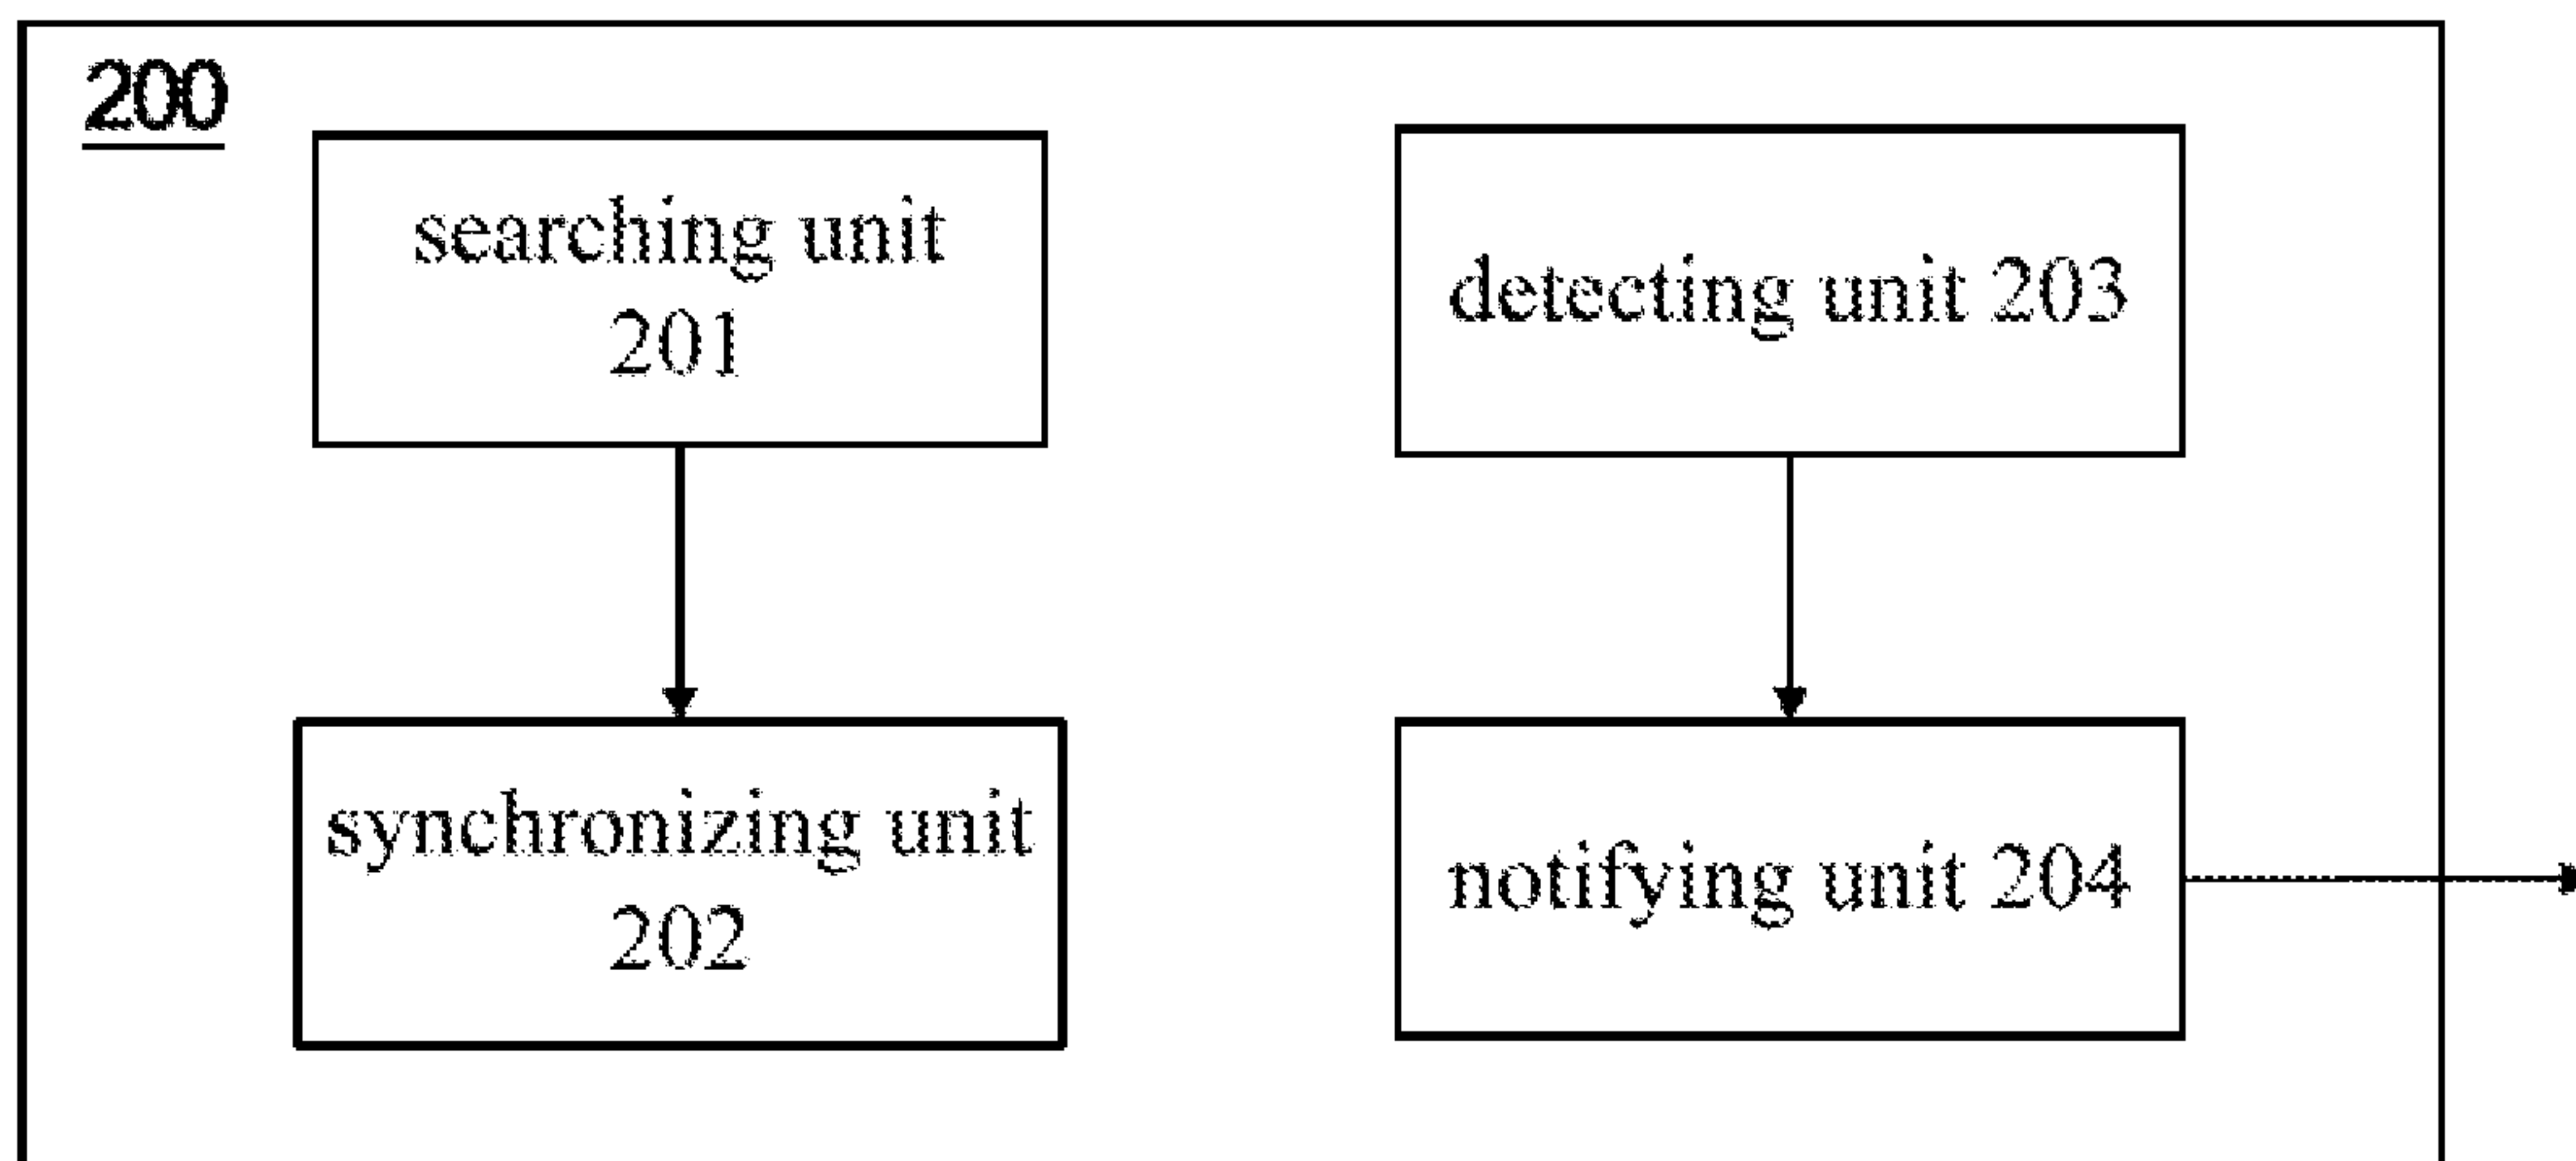 200
searching unit
201
detecting unit 203
synchronizing unit
202
notifying unit 204